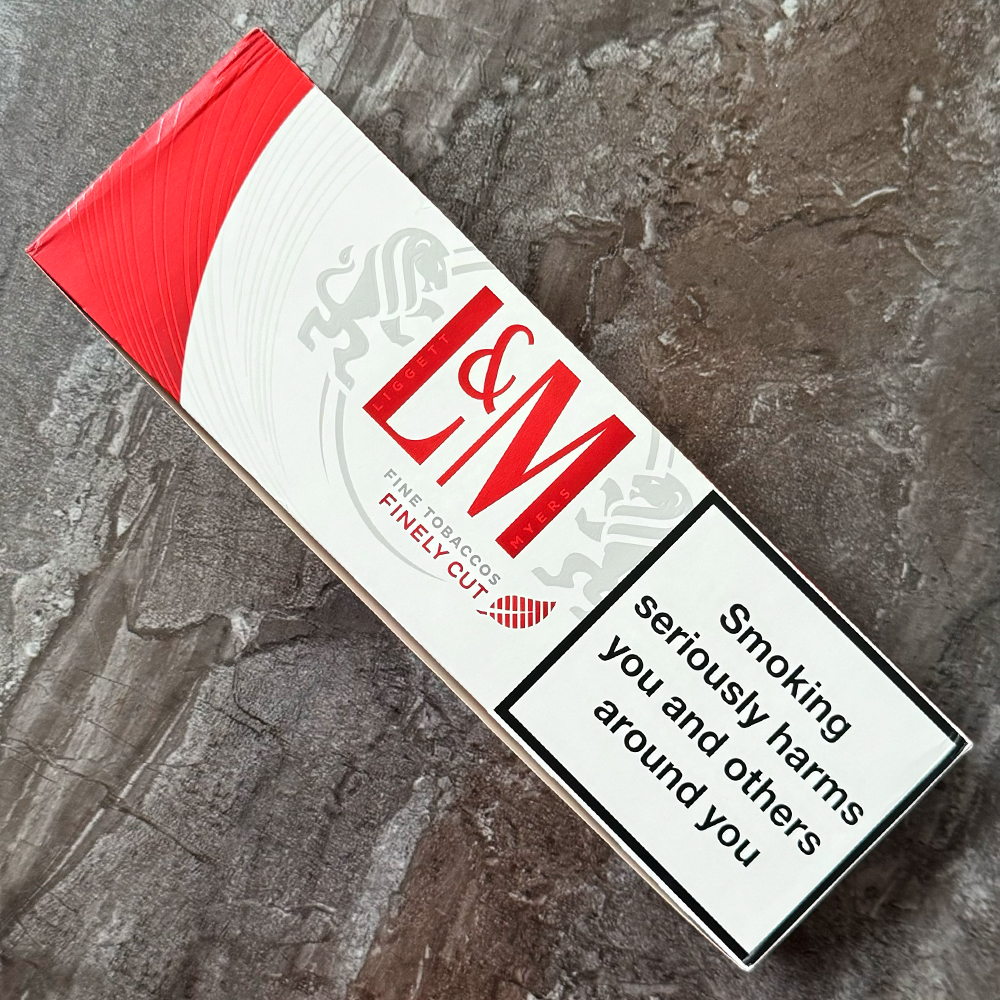 L&M
LIGGETT
MYERS
FINE TOBACCOS
FINELY CUT
Smoking
seriously harms
you and others
around you